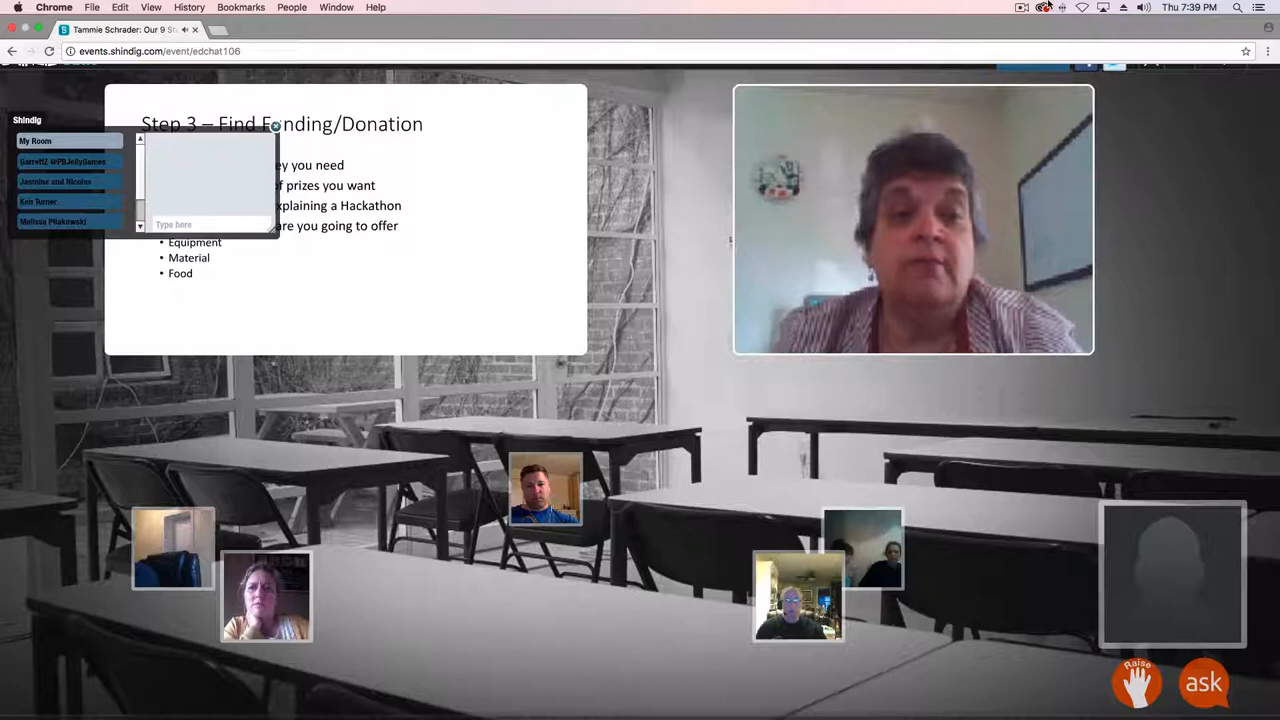 Chrome File Edit View History Bookmarks People Window Help Thu 7:39 PM
Tammie Schrader: Our 9 St
events.shindig.com/event/edchat106
Step 3 – Find Funding/Donation
Shindig
My Room
GarrettZ @PBJellyGames
Jasmine and Nicolas
Ken Turner
Melissa Pilakowski
Type here
ey you need
of prizes you want
xplaining a Hackathon
are you going to offer
• Equipment
• Material
• Food
Raise
ask